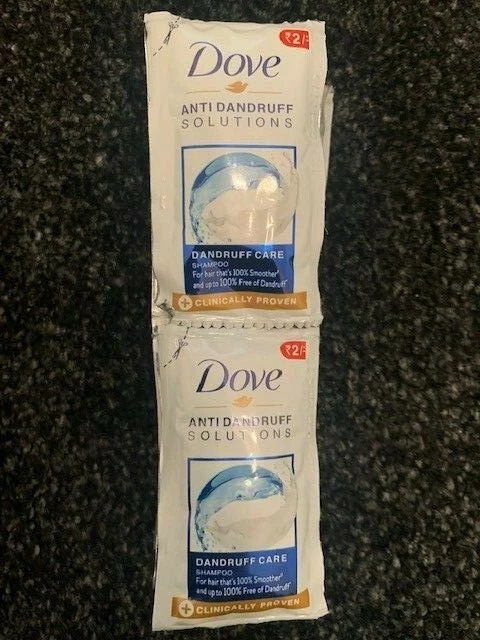 ₹2/-
Dove
ANTI DANDRUFF
SOLUTIONS
DANDRUFF CARE
SHAMPOO
For hair that's 100% Smoother
and up to 100% Free of Dandruff
CLINICALLY PROVEN
₹2/-
Dove
ANTI DANDRUFF
SOLUTIONS
DANDRUFF CARE
SHAMPOO
For hair that's 100% Smoother
and up to 100% Free of Dandruff
CLINICALLY PROVEN